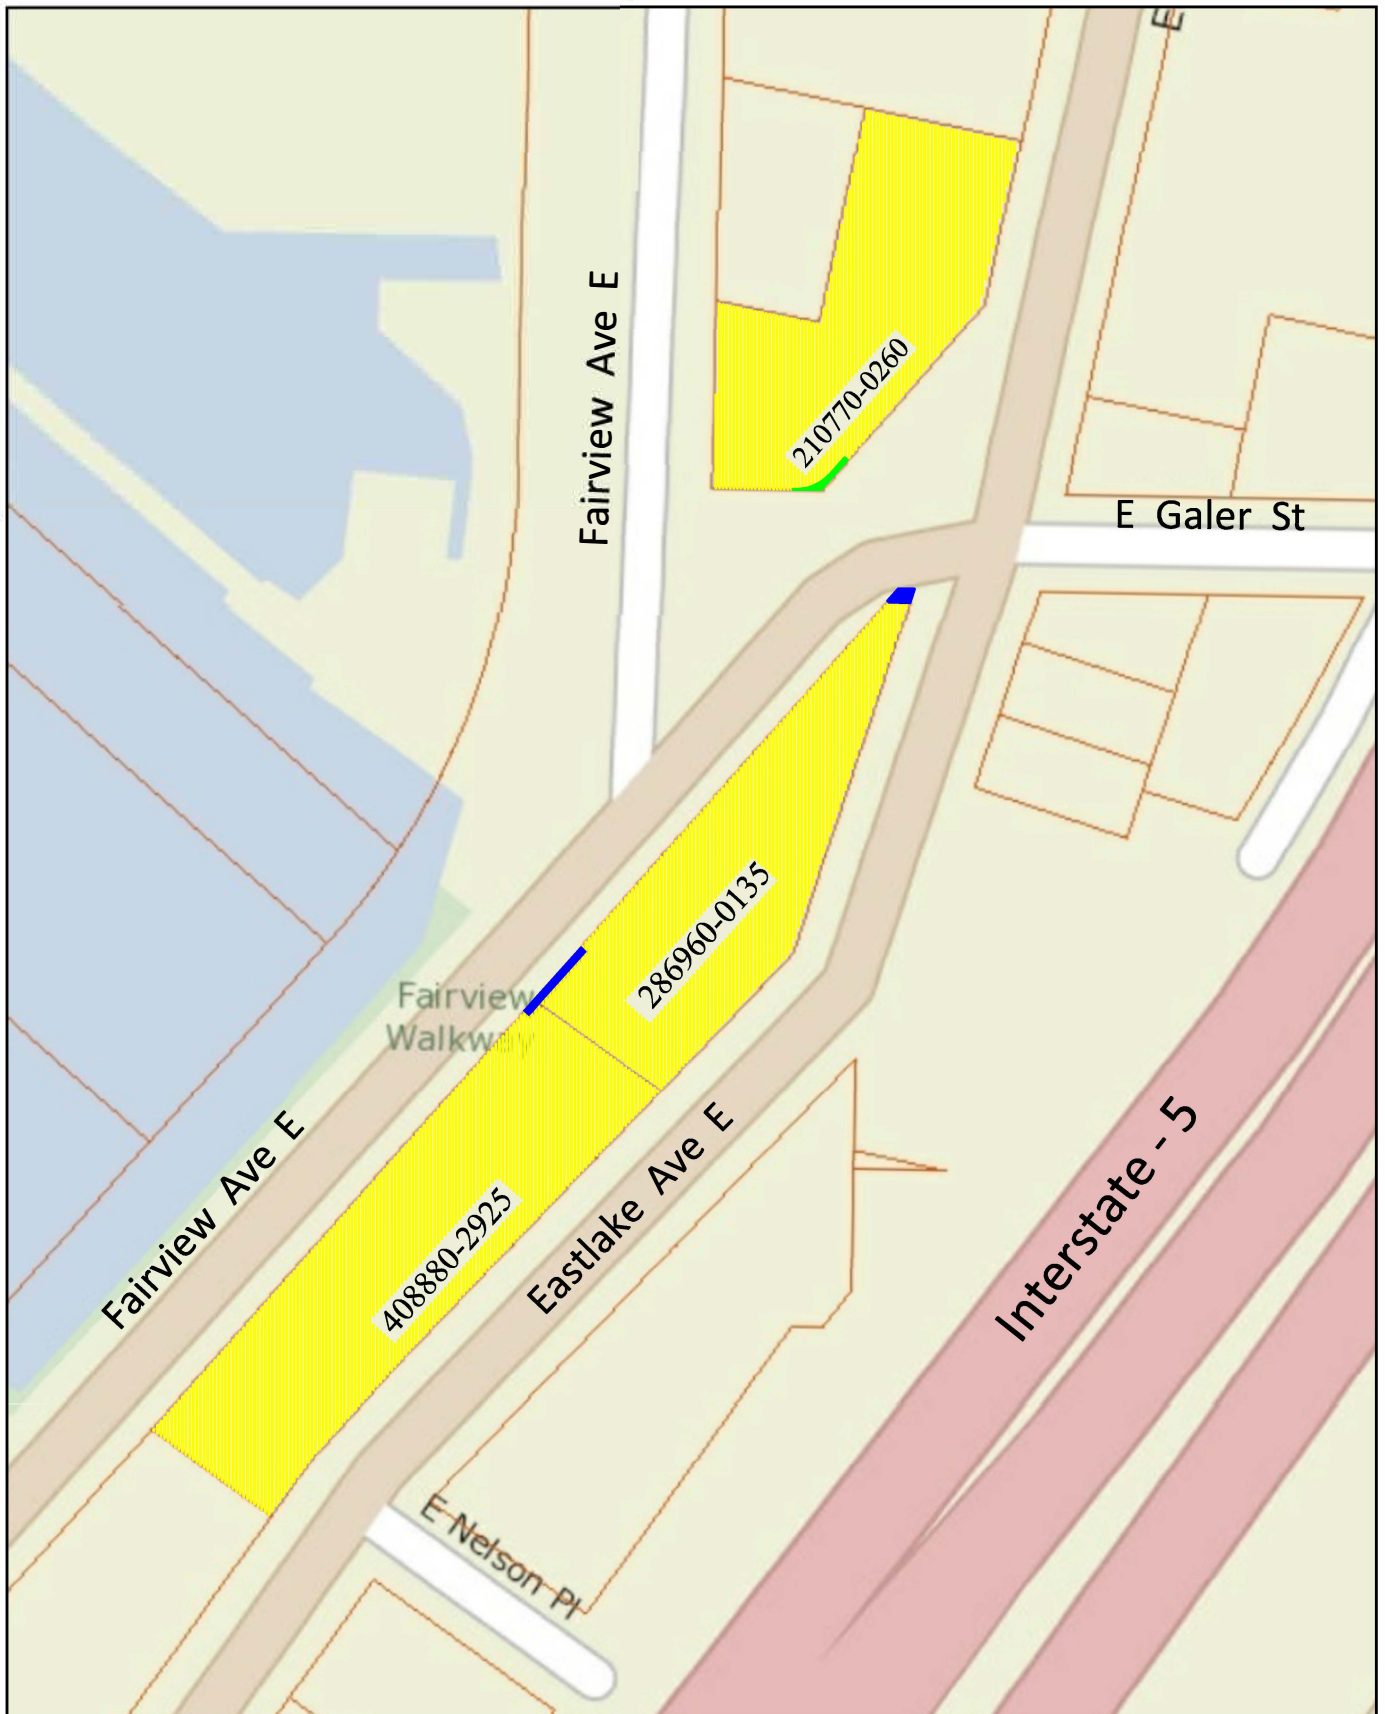 E
Fairview Ave E
210770-0260
E Galer St
286960-0135
Fairview
Walkway
Fairview Ave E
Eastlake Ave E
408880-2925
Interstate - 5
E Nelson Pl